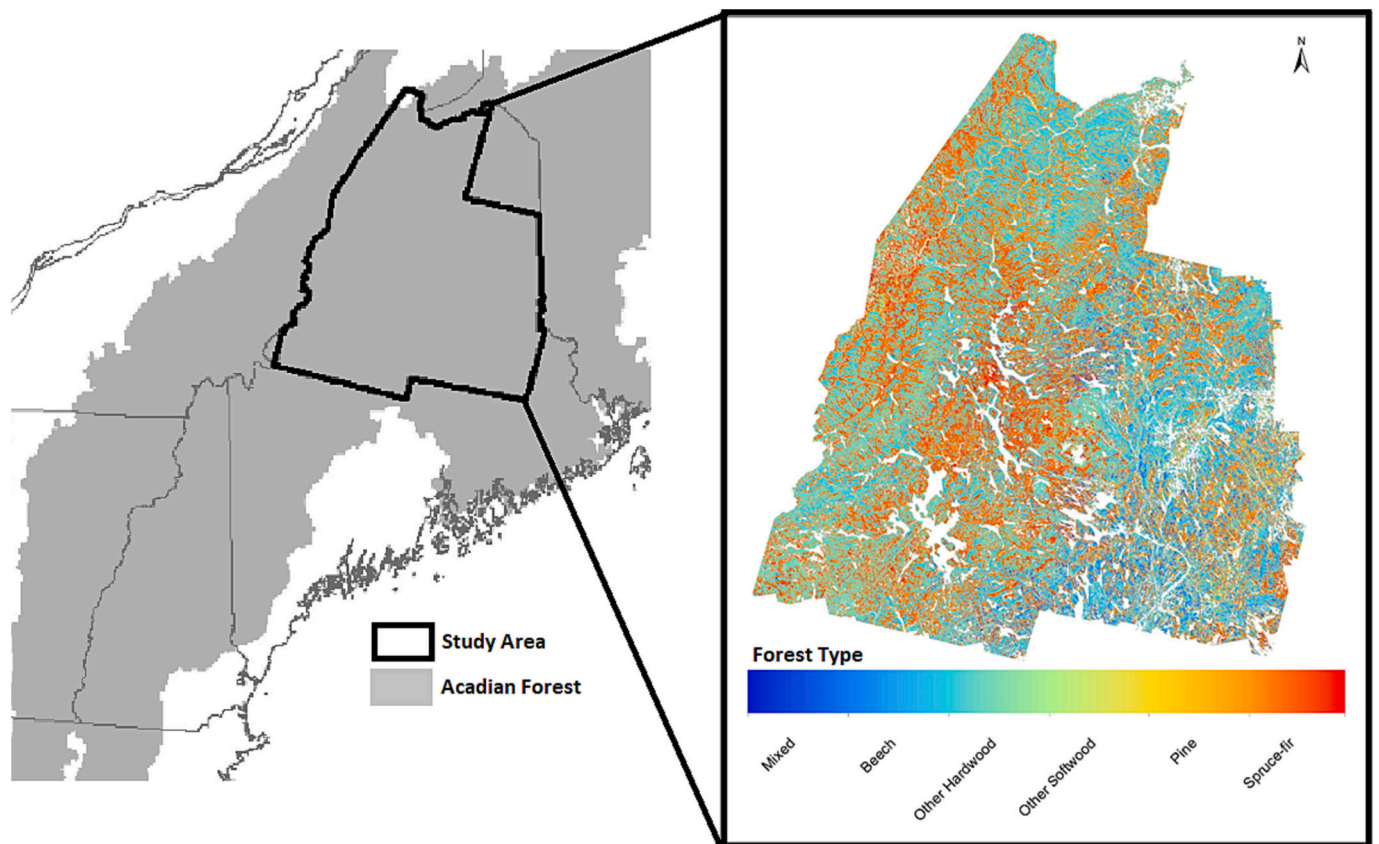 N
Study Area
Acadian Forest
Forest Type
Mixed
Beech
Other Hardwood
Other Softwood
Pine
Spruce-fir